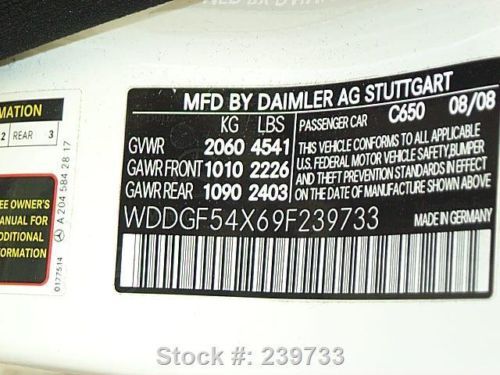 MFD BY DAIMLER AG STUTTGART
KG LBS
PASSENGER CAR C650 08/08
GVWR 2060 4541
GAWR FRONT 1010 2226
GAWR REAR 1090 2403
THIS VEHICLE CONFORMS TO ALL APPLICABLE
U.S. FEDERAL MOTOR VEHICLE SAFETY, BUMPER
AND THEFT PREVENTION STANDARDS IN EFFECT
ON THE DATE OF MANUFACTURE SHOWN ABOVE
WDDGF54X69F239733
MADE IN GERMANY
MATION
2 REAR 3
EE OWNER'S
ANUAL FOR
DDITIONAL
FORMATION
A 204 584 28 17
0177514
Stock #: 239733